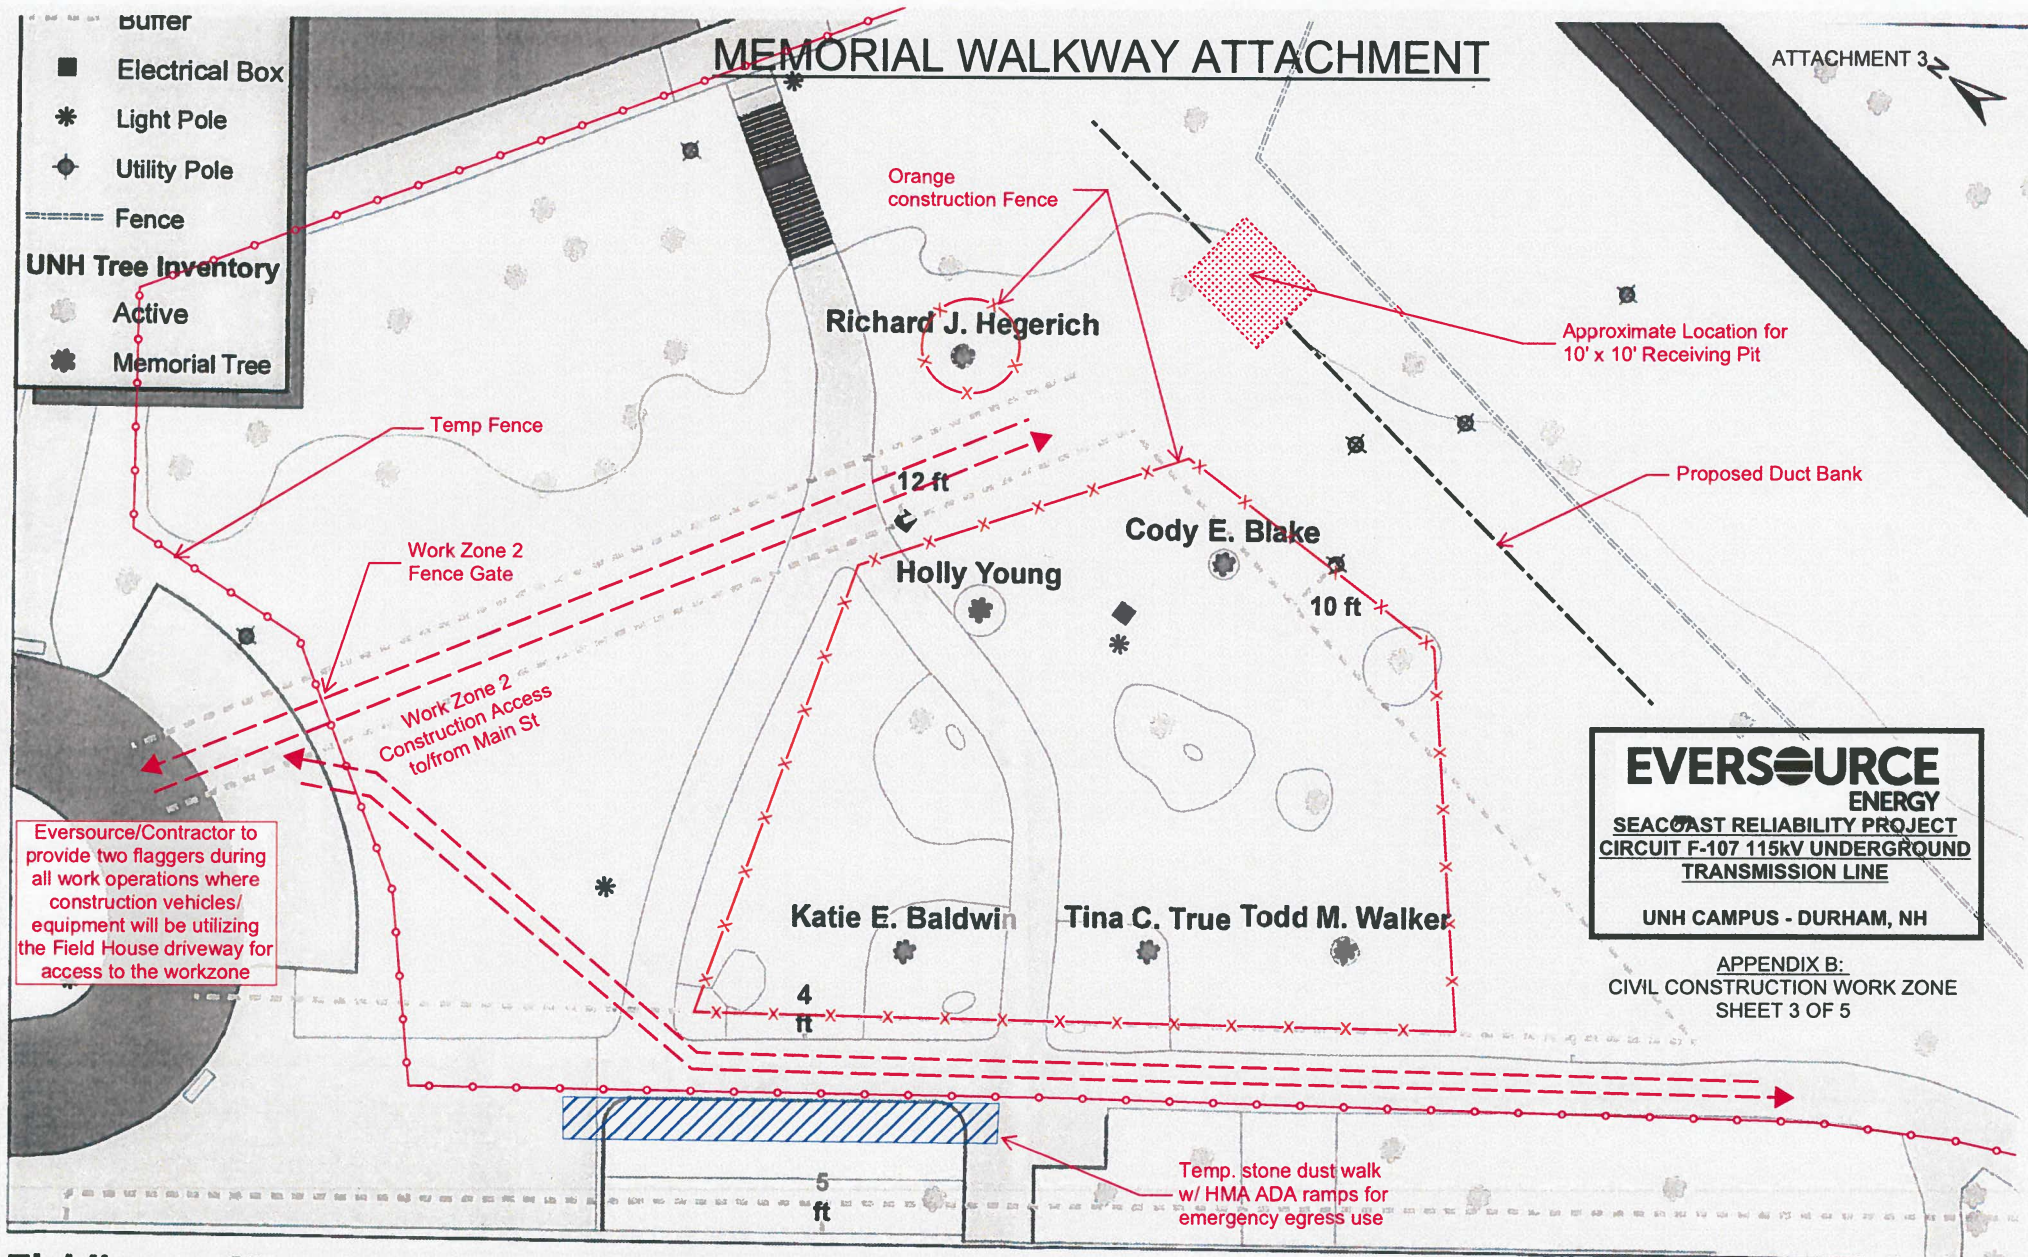 Buffer
Electrical Box
Light Pole
Utility Pole
Fence
UNH Tree Inventory
Active
Memorial Tree
MEMORIAL WALKWAY ATTACHMENT
ATTACHMENT 3
N
Orange
construction Fence
Richard J. Hegerich
Approximate Location for
10' x 10' Receiving Pit
Temp Fence
12 ft
Proposed Duct Bank
Work Zone 2
Fence Gate
Cody E. Blake
Holly Young
10 ft
Work Zone 2
Construction Access
to/from Main St
EVERSOURCE
ENERGY
SEACOAST RELIABILITY PROJECT
CIRCUIT F-107 115kV UNDERGROUND
TRANSMISSION LINE
UNH CAMPUS - DURHAM, NH
Eversource/Contractor to
provide two flaggers during
all work operations where
construction vehicles/
equipment will be utilizing
the Field House driveway for
access to the workzone
Katie E. Baldwin
Tina C. True
Todd M. Walker
APPENDIX B:
CIVIL CONSTRUCTION WORK ZONE
SHEET 3 OF 5
4
ft
Temp. stone dust walk
w/ HMA ADA ramps for
emergency egress use
5
ft